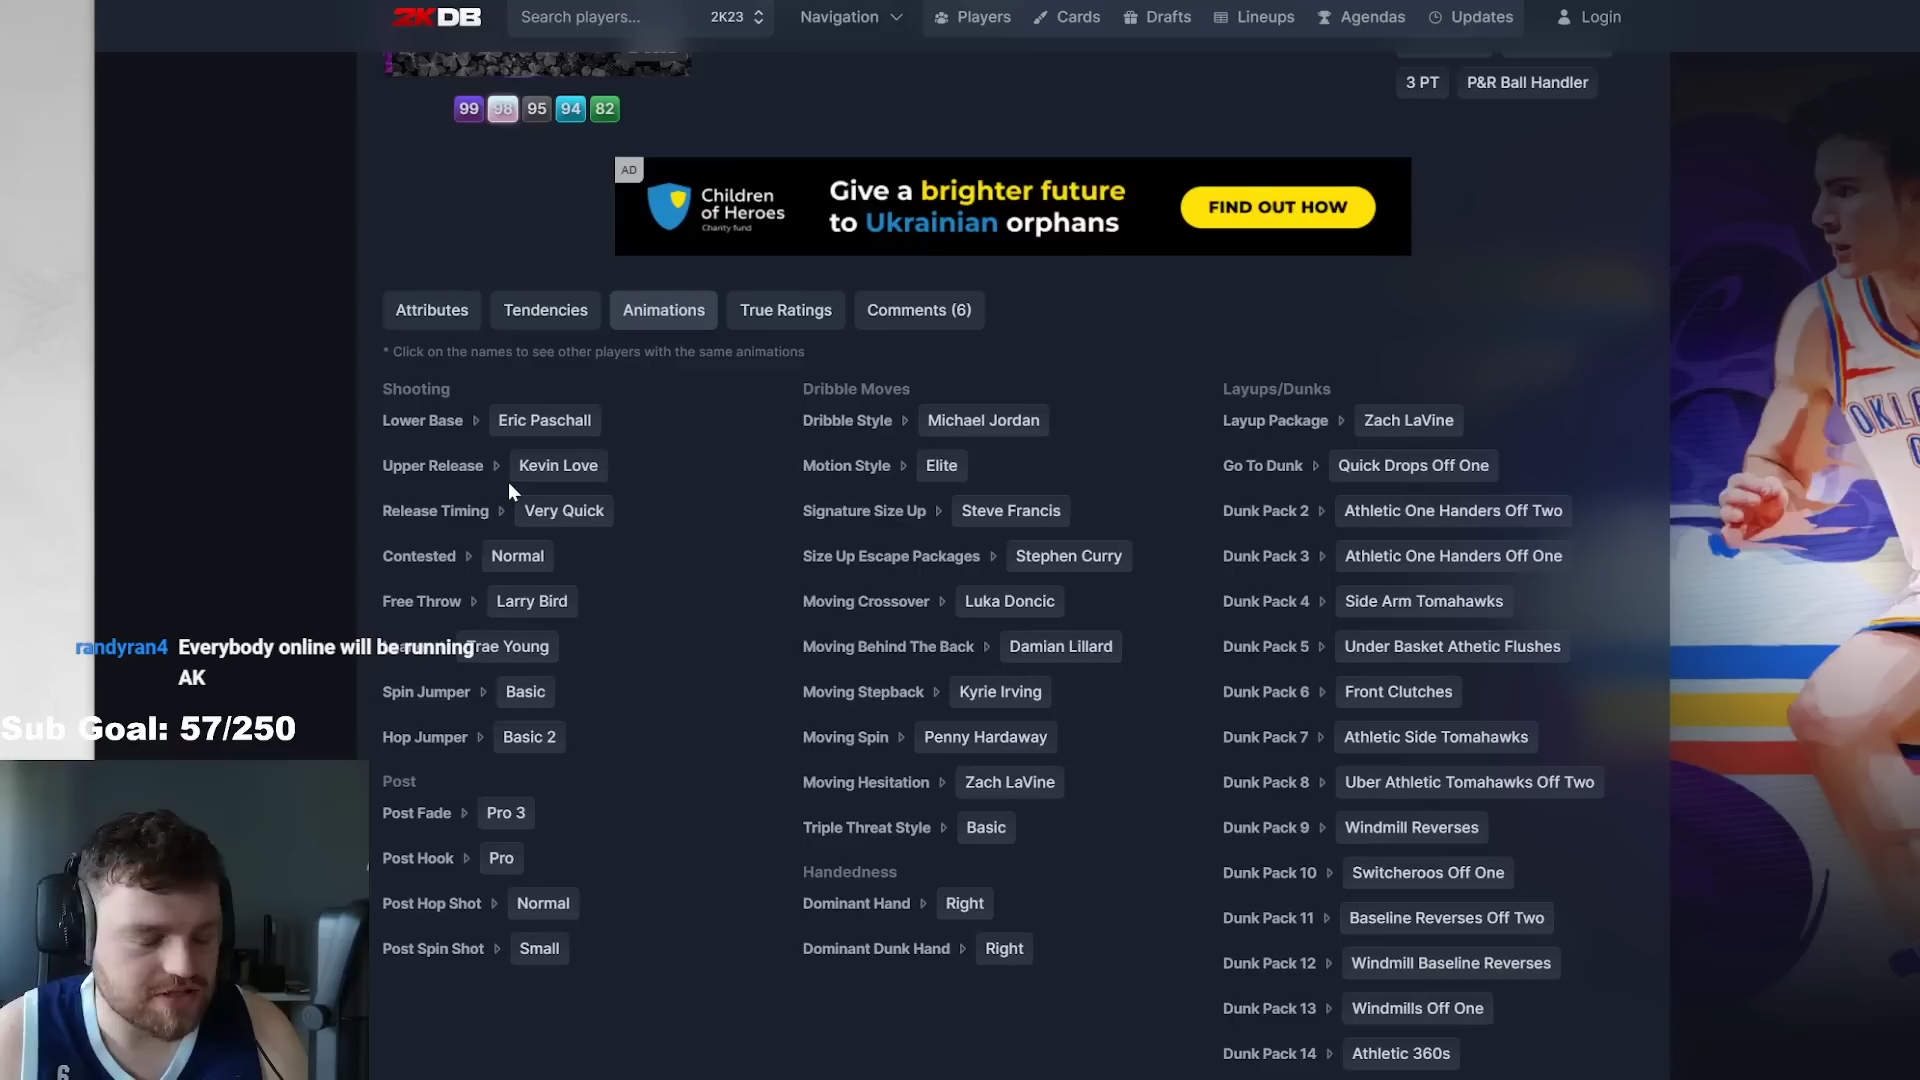 2KDB
Search players...
2K23
Navigation
Players
Cards
Drafts
Lineups
Agendas
Updates
Login
3 PT
P&R Ball Handler
99
98
95
94
82
AD
Children
of Heroes
Charity fund
Give a brighter future
to Ukrainian orphans
FIND OUT HOW
Attributes
Tendencies
Animations
True Ratings
Comments (6)
* Click on the names to see other players with the same animations
Shooting
Lower Base Eric Paschall
Upper Release Kevin Love
Release Timing Very Quick
Contested Normal
Free Throw Larry Bird
Trae Young
Spin Jumper Basic
Hop Jumper Basic 2
Post
Post Fade Pro 3
Post Hook Pro
Post Hop Shot Normal
Post Spin Shot Small
Dribble Moves
Dribble Style Michael Jordan
Motion Style Elite
Signature Size Up Steve Francis
Size Up Escape Packages Stephen Curry
Moving Crossover Luka Doncic
Moving Behind The Back Damian Lillard
Moving Stepback Kyrie Irving
Moving Spin Penny Hardaway
Moving Hesitation Zach LaVine
Triple Threat Style Basic
Handedness
Dominant Hand Right
Dominant Dunk Hand Right
Layups/Dunks
Layup Package Zach LaVine
Go To Dunk Quick Drops Off One
Dunk Pack 2 Athletic One Handers Off Two
Dunk Pack 3 Athletic One Handers Off One
Dunk Pack 4 Side Arm Tomahawks
Dunk Pack 5 Under Basket Athetic Flushes
Dunk Pack 6 Front Clutches
Dunk Pack 7 Athletic Side Tomahawks
Dunk Pack 8 Uber Athletic Tomahawks Off Two
Dunk Pack 9 Windmill Reverses
Dunk Pack 10 Switcheroos Off One
Dunk Pack 11 Baseline Reverses Off Two
Dunk Pack 12 Windmill Baseline Reverses
Dunk Pack 13 Windmills Off One
Dunk Pack 14 Athletic 360s
randyran4 Everybody online will be running
AK
Sub Goal: 57/250
6